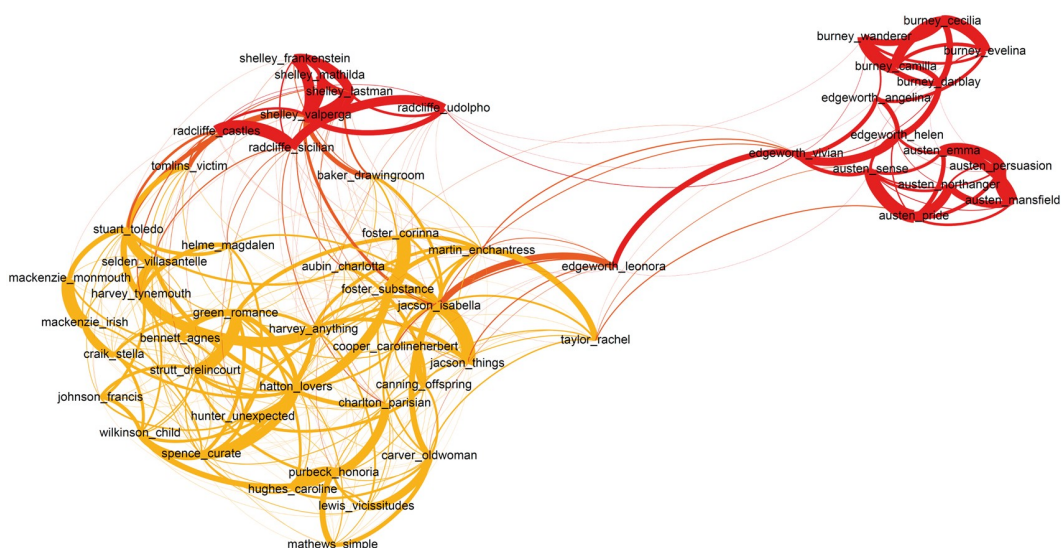 burney_cecilia
burney_wanderer
burney_evelina
shelley_frankenstein
burney_camilla
shelley_mathilda
burney_darblay
shelley_lastman
edgeworth_angelina
radcliffe_udolpho
shelley_valperga
radcliffe_castles
edgeworth_helen
radcliffe_sicilian
austen_emma
edgeworth_vivian
tomlins_victim
austen_persuasion
austen_sense
baker_drawingroom
austen_northanger
austen_mansfield
austen_pride
stuart_toledo
foster_corinna
helme_magdalen
martin_enchantress
selden_villasantelle
edgeworth_leonora
aubin_charlotta
mackenzie_monmouth
foster_substance
harvey_tynemouth
jacson_isabella
green_romance
mackenzie_irish
harvey_anything
bennett_agnes
taylor_rachel
cooper_carolineherbert
craik_stella
jacson_things
strutt_drelincourt
hatton_lovers
canning_offspring
johnson_francis
charlton_parisian
hunter_unexpected
wilkinson_child
spence_curate
carver_oldwoman
purbeck_honoria
hughes_caroline
lewis_vicissitudes
mathews_simple